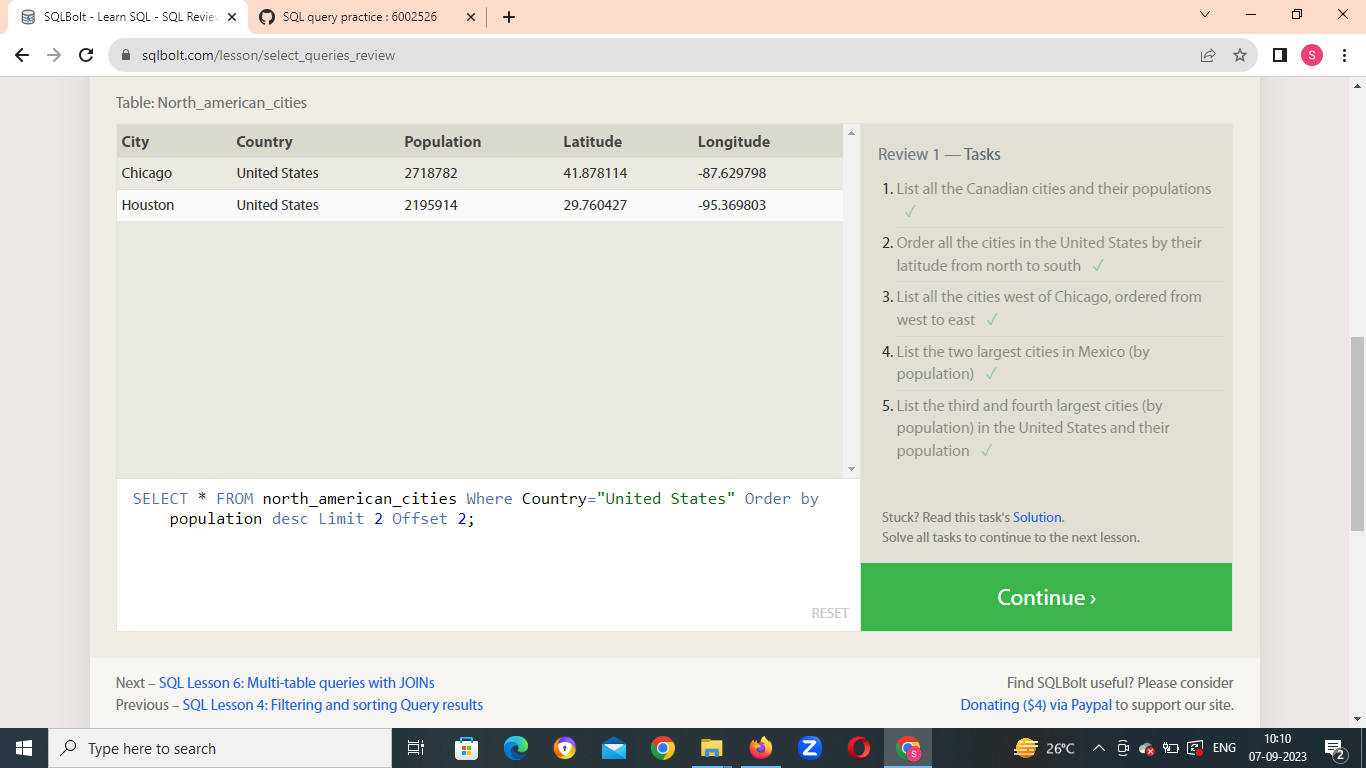 SQLBolt - Learn SQL - SQL Review
SQL query practice : 6002526
sqlbolt.com/lesson/select_queries_review
S
Table: North_american_cities
City Country Population Latitude Longitude
Chicago United States 2718782 41.878114 -87.629798
Houston United States 2195914 29.760427 -95.369803
Review 1 — Tasks
1. List all the Canadian cities and their populations
✓
2. Order all the cities in the United States by their
latitude from north to south ✓
3. List all the cities west of Chicago, ordered from
west to east ✓
4. List the two largest cities in Mexico (by
population) ✓
5. List the third and fourth largest cities (by
population) in the United States and their
population ✓
SELECT * FROM north_american_cities Where Country="United States" Order by
population desc Limit 2 Offset 2;
RESET
Stuck? Read this task's Solution.
Solve all tasks to continue to the next lesson.
Continue ›
Next – SQL Lesson 6: Multi-table queries with JOINs
Previous – SQL Lesson 4: Filtering and sorting Query results
Find SQLBolt useful? Please consider
Donating ($4) via Paypal to support our site.
Type here to search
Z
S
26°C
ENG
10:10
07-09-2023
2